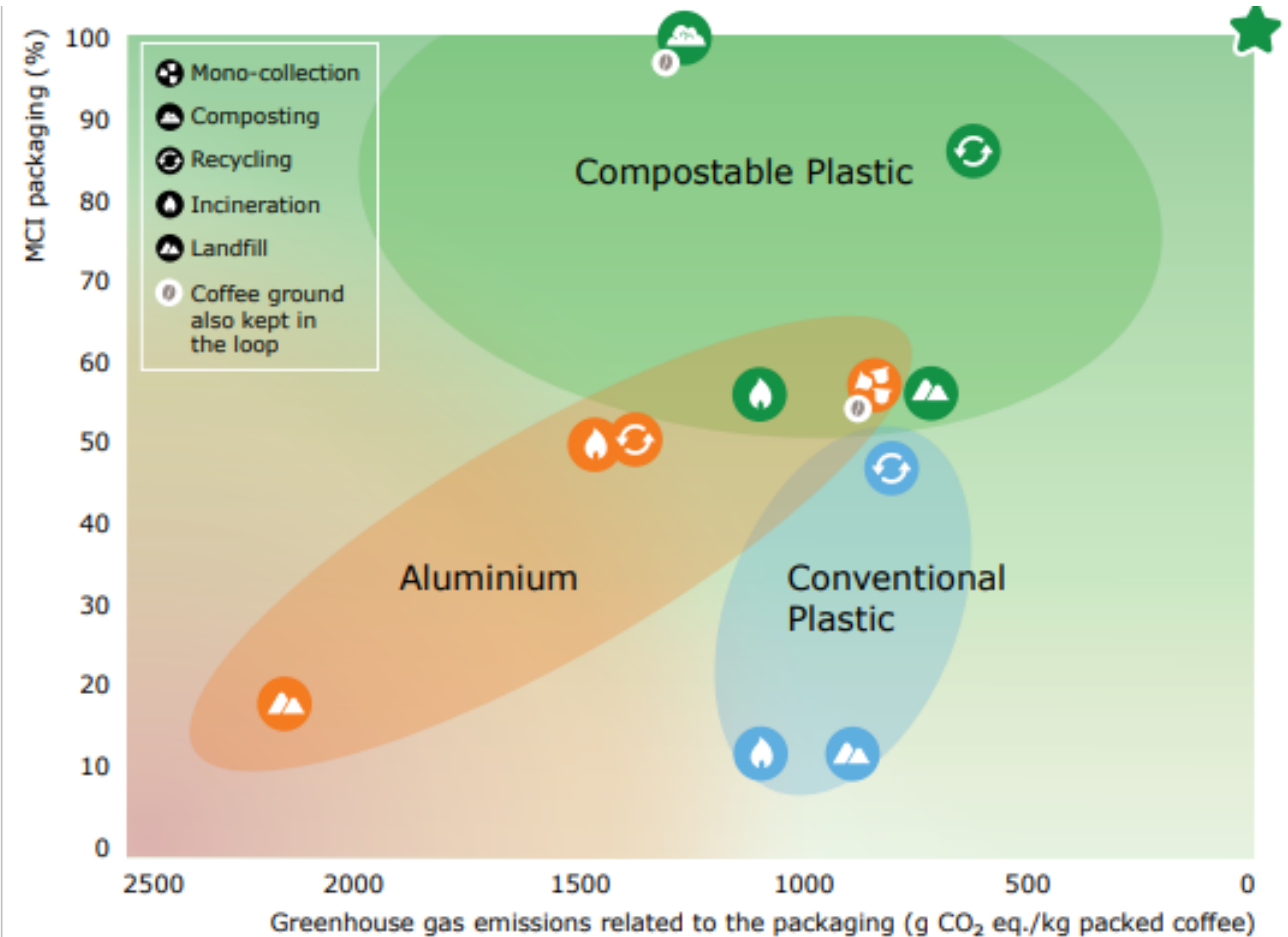 MCI packaging (%)
100
90
80
70
60
50
40
30
20
10
0
Mono-collection
Composting
Recycling
Incineration
Landfill
Coffee ground
also kept in
the loop
Compostable Plastic
Aluminium
Conventional
Plastic
2500 2000 1500 1000 500 0
Greenhouse gas emissions related to the packaging (g CO₂ eq./kg packed coffee)